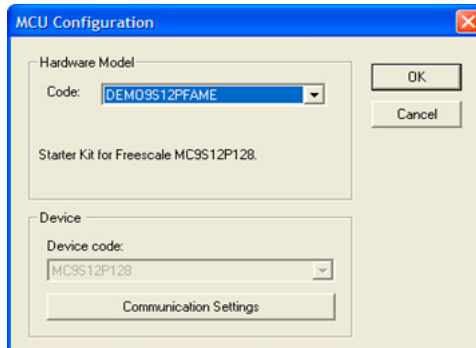 MCU Configuration
Hardware Model
Code: DEMO9S12PFAME
OK
Cancel
Starter Kit for Freescale MC9S12P128.
Device
Device code:
MC9S12P128
Communication Settings